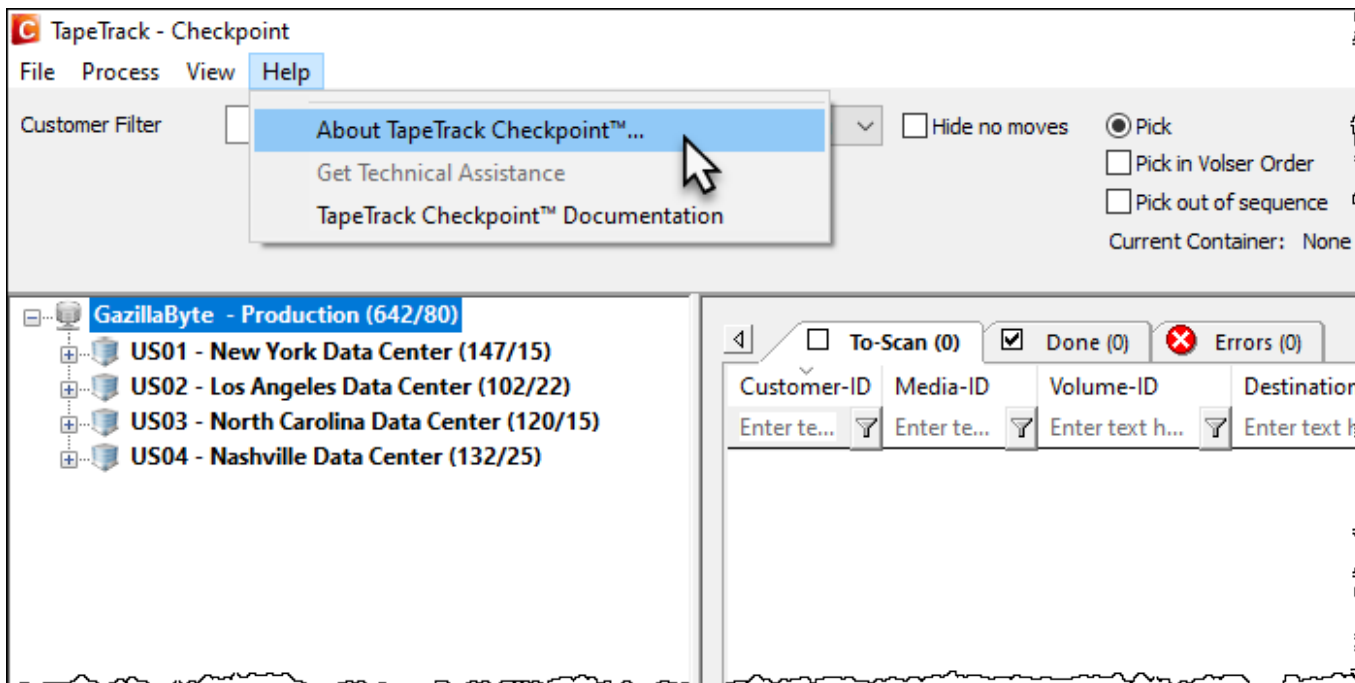 TapeTrack - Checkpoint
File Process View Help
Customer Filter
About TapeTrack Checkpoint™...
Get Technical Assistance
TapeTrack Checkpoint™ Documentation
Hide no moves
Pick
Pick in Volser Order
Pick out of sequence
Current Container: None
GazillaByte - Production (642/80)
US01 - New York Data Center (147/15)
US02 - Los Angeles Data Center (102/22)
US03 - North Carolina Data Center (120/15)
US04 - Nashville Data Center (132/25)
To-Scan (0) Done (0) Errors (0)
Customer-ID Media-ID Volume-ID Destination
Enter te... Enter te... Enter text h... Enter text h